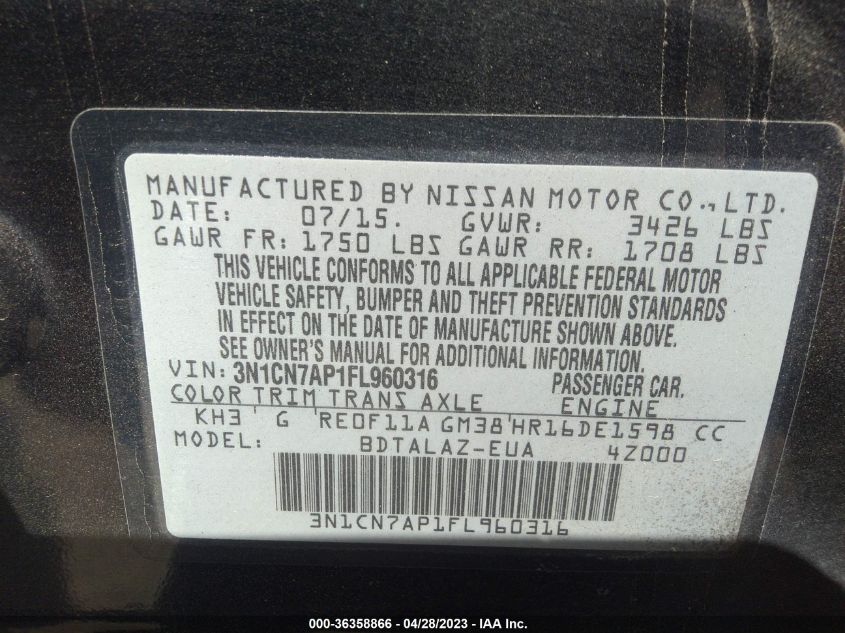 MANUFACTURED BY NISSAN MOTOR CO., LTD.
DATE: 07/15. GVWR: 3426 LBS
GAWR FR: 1750 LBS GAWR RR: 1708 LBS
THIS VEHICLE CONFORMS TO ALL APPLICABLE FEDERAL MOTOR
VEHICLE SAFETY, BUMPER AND THEFT PREVENTION STANDARDS
IN EFFECT ON THE DATE OF MANUFACTURE SHOWN ABOVE.
SEE OWNER'S MANUAL FOR ADDITIONAL INFORMATION.
VIN: 3N1CN7AP1FL960316 PASSENGER CAR.
COLOR TRIM TRANS AXLE ENGINE
KH3 G RE0F11A GM38 HR16DE1598 CC
MODEL: BDTALAZ-EUA 4Z000
3N1CN7AP1FL960316
000-36358866 - 04/28/2023 - IAA Inc.